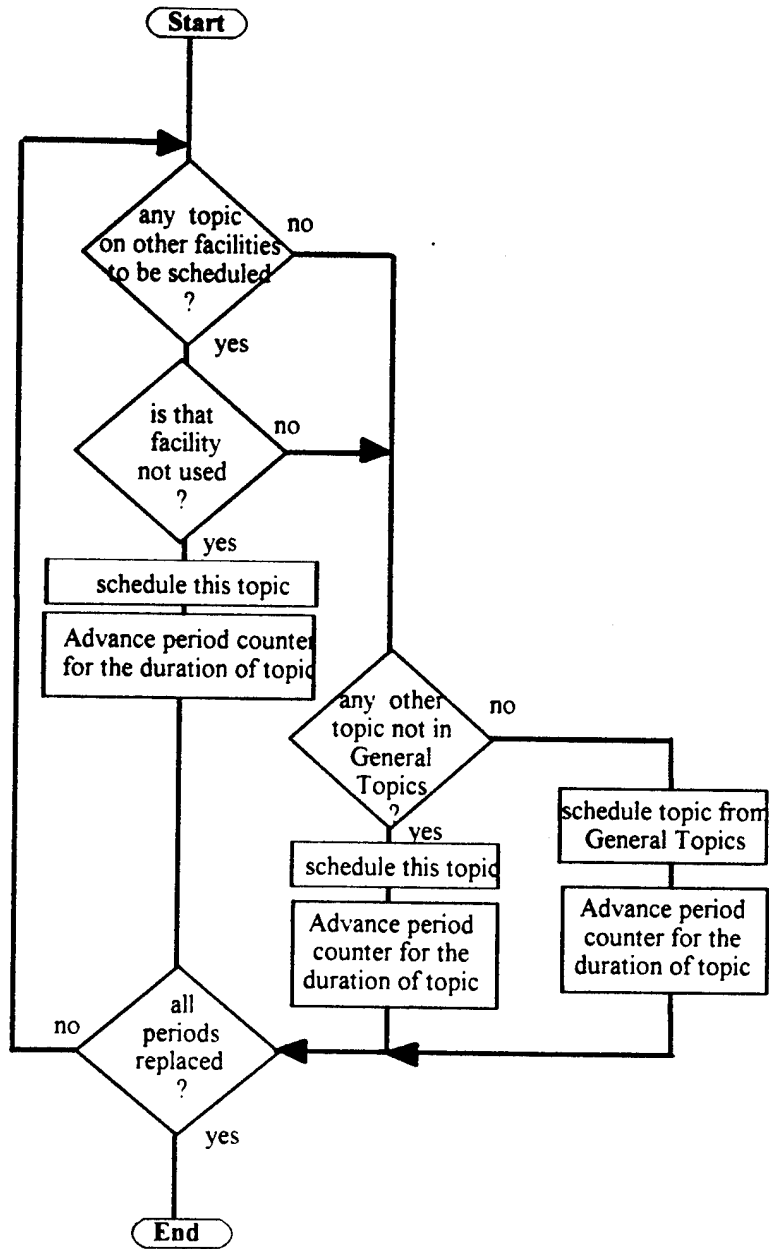 Start
any topic
on other facilities
to be scheduled
?
no
yes
is that
facility
not used
?
no
yes
schedule this topic
Advance period counter
for the duration of topic
any other
topic not in
General
Topics
?
no
yes
schedule this topic
Advance period
counter for the
duration of topic
schedule topic from
General Topics
Advance period
counter for the
duration of topic
all
periods
replaced
?
no
yes
End